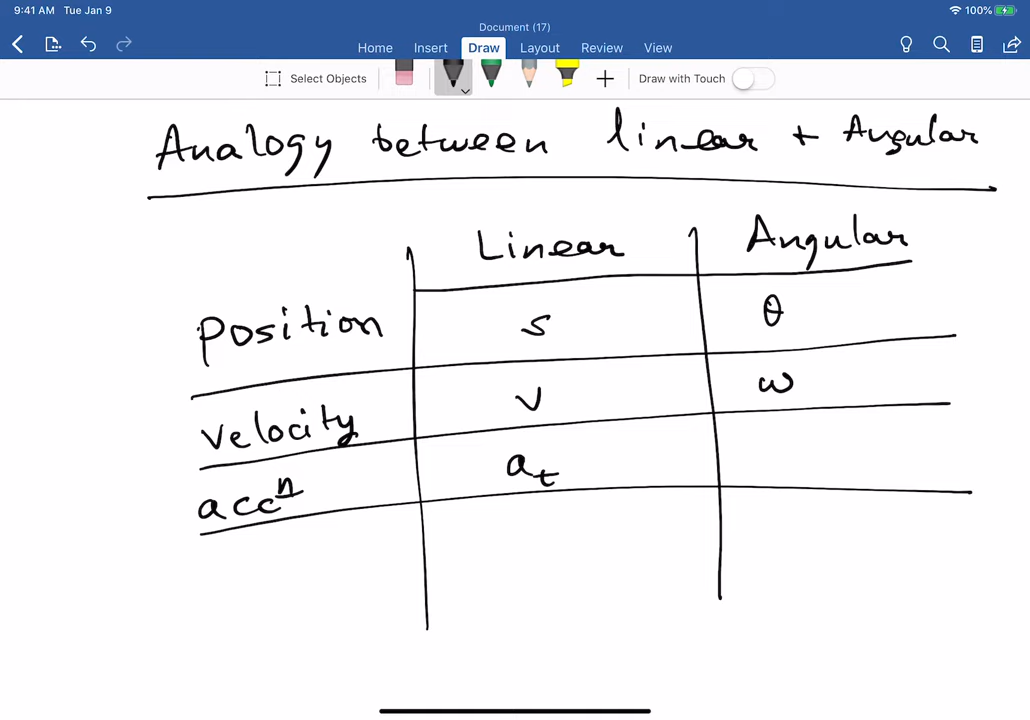 9:41 AM Tue Jan 9 100%
Document (17)
Home Insert Draw Layout Review View
Select Objects Draw with Touch
Analogy between linear + Angular
Linear Angular
Position s θ
velocity v ω
accⁿ aₜ